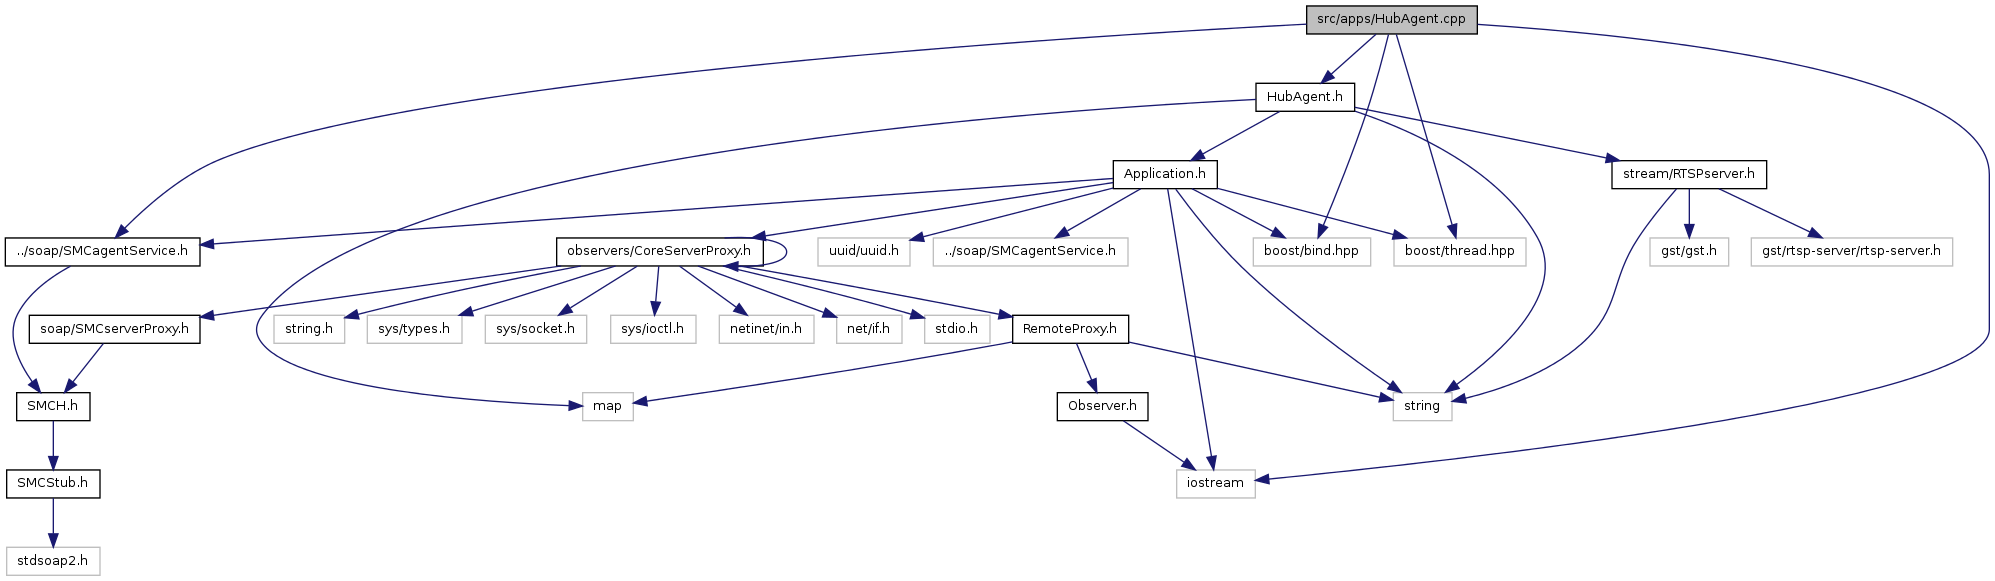 src/apps/HubAgent.cpp
HubAgent.h
Application.h
stream/RTSPserver.h
../soap/SMCagentService.h
observers/CoreServerProxy.h
uuid/uuid.h
../soap/SMCagentService.h
boost/bind.hpp
boost/thread.hpp
gst/gst.h
gst/rtsp-server/rtsp-server.h
soap/SMCserverProxy.h
string.h
sys/types.h
sys/socket.h
sys/ioctl.h
netinet/in.h
net/if.h
stdio.h
RemoteProxy.h
SMCH.h
map
Observer.h
string
SMCStub.h
iostream
stdsoap2.h